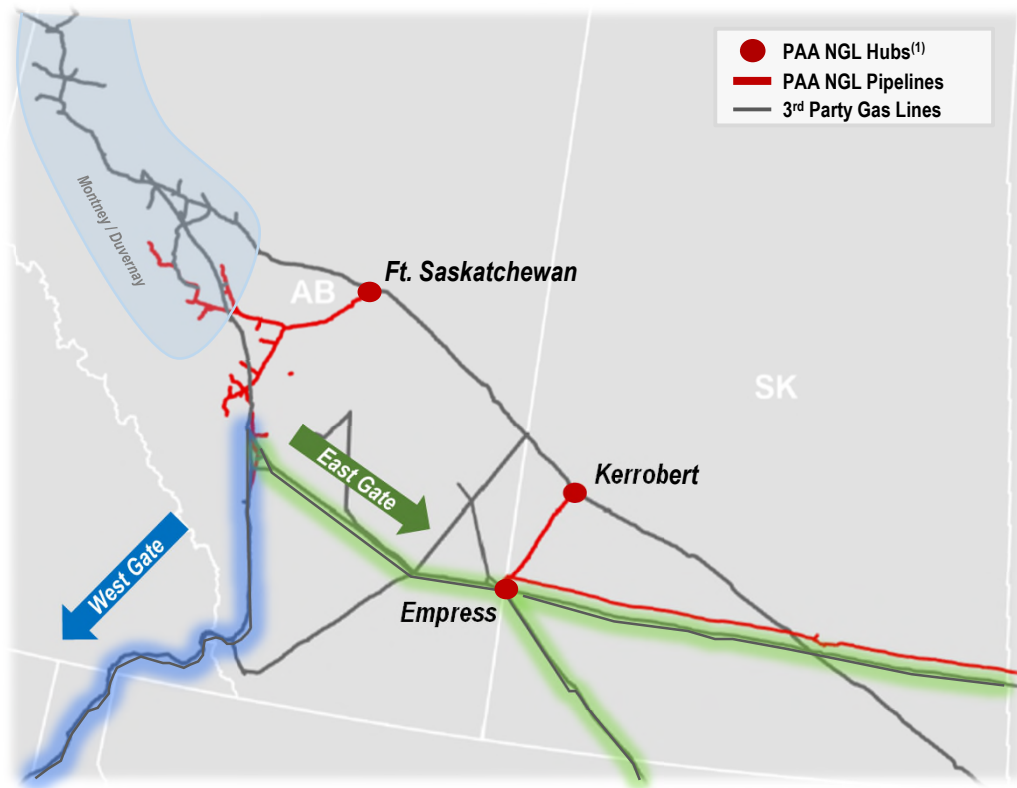 PAA NGL Hubs(1)
PAA NGL Pipelines
3rd Party Gas Lines
Montney / Duvernay
Ft. Saskatchewan
AB
SK
East Gate
Kerrobert
West Gate
Empress